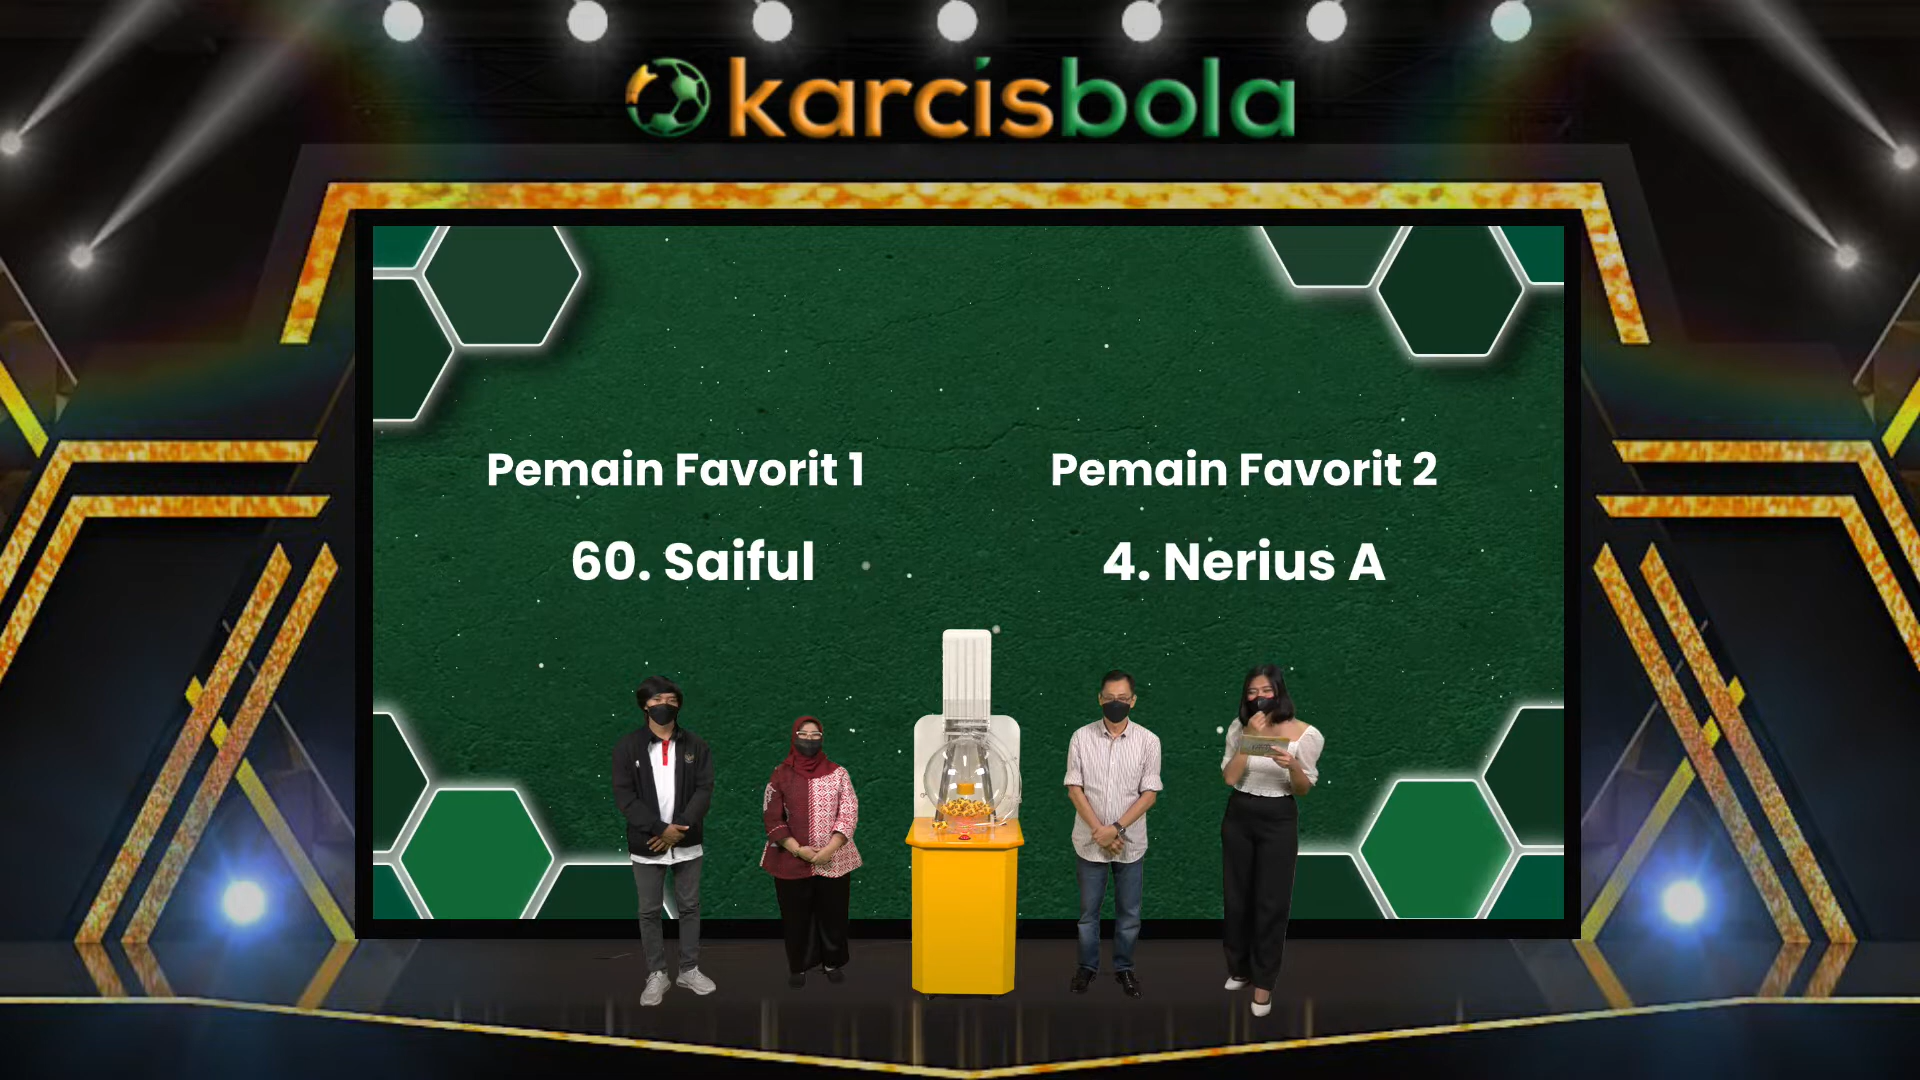 karcisbola
Pemain Favorit 1
Pemain Favorit 2
60. Saiful
4. Nerius A